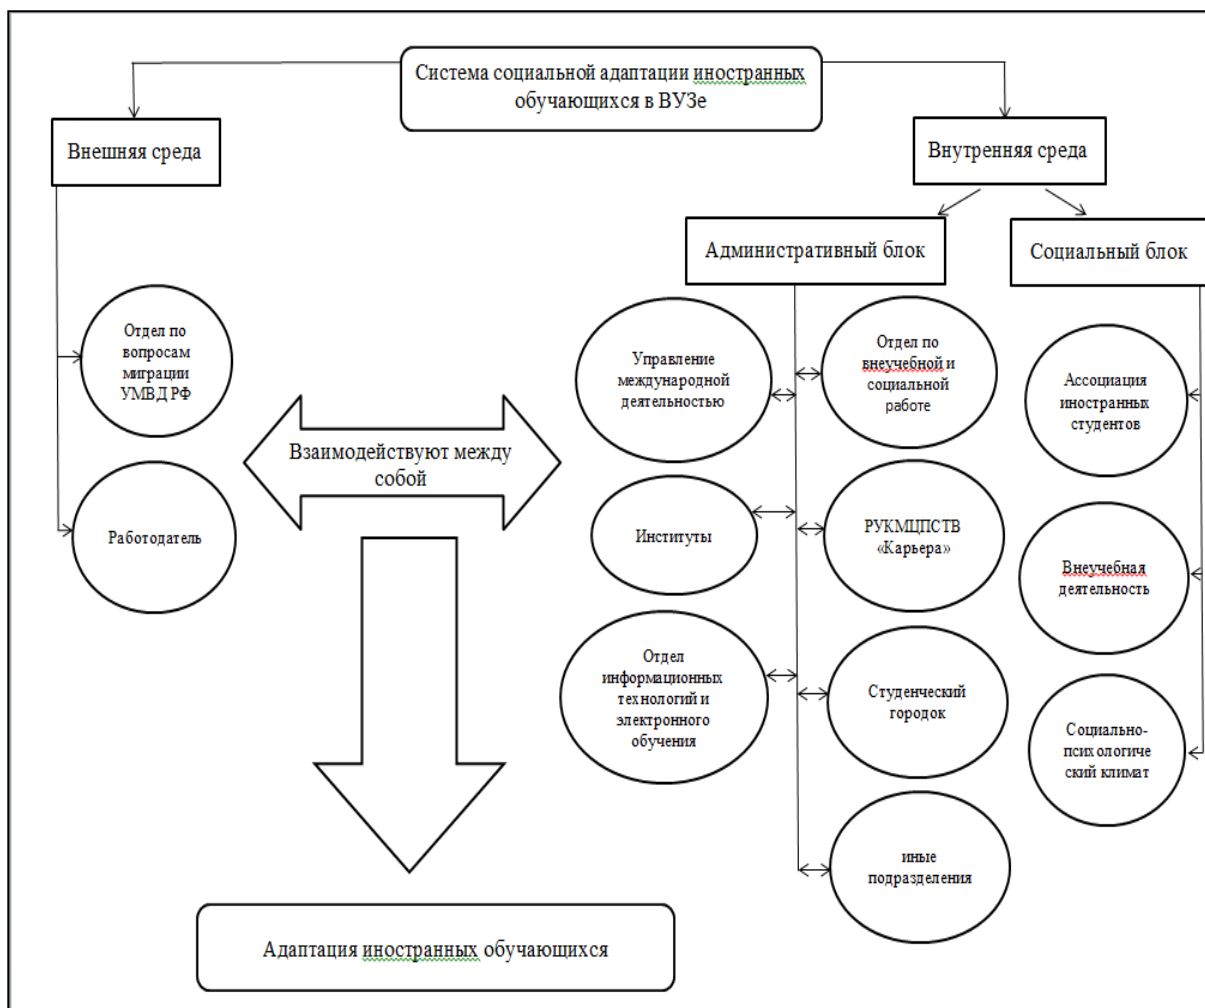 Система социальной адаптации иностранных
обучающихся в ВУЗе
Внешняя среда
Внутренняя среда
Административный блок
Социальный блок
Отдел по
вопросам
миграции
УМВД РФ
Работодатель
Взаимодействуют между
собой
Управление
международной
деятельностью
Отдел по
внеучебной и
социальной
работе
Институты
РУКМЦПСТВ
«Карьера»
Отдел
информационных
технологий и
электронного
обучения
Студенческий
городок
иные
подразделения
Ассоциация
иностранных
студентов
Внеучебная
деятельность
Социально-
психологиче
ский климат
Адаптация иностранных обучающихся